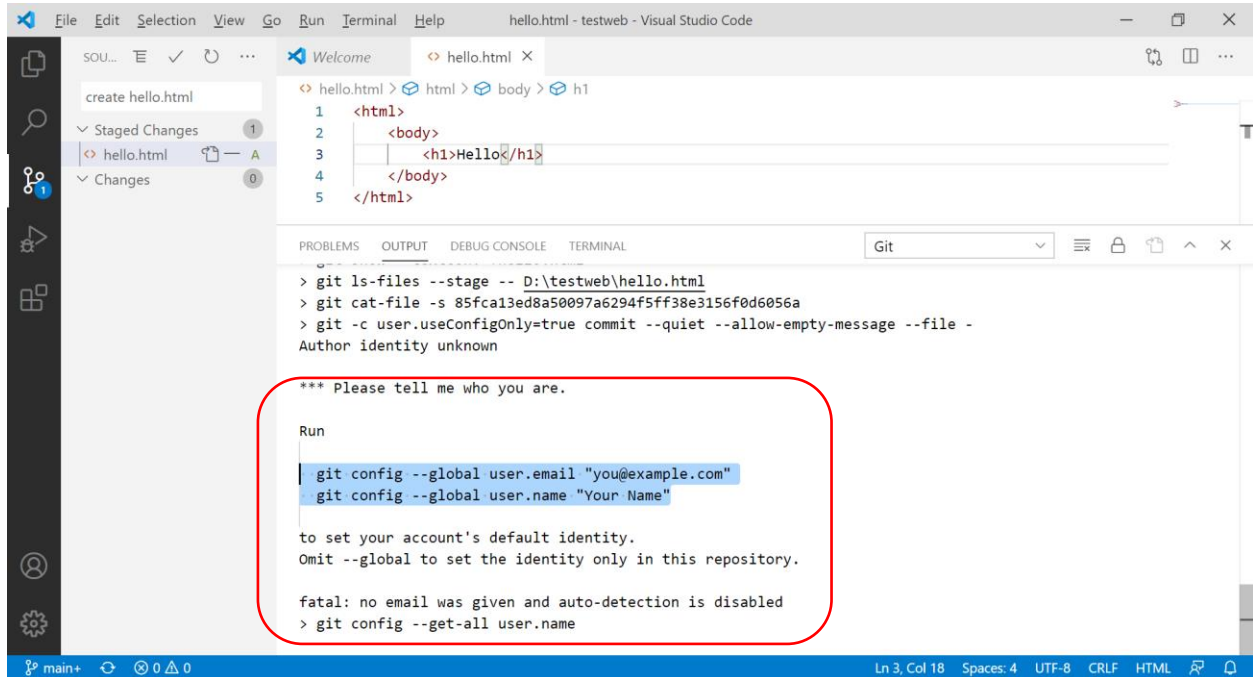 File Edit Selection View Go Run Terminal Help hello.html - testweb - Visual Studio Code
SOU...
Welcome hello.html
create hello.html
hello.html > html > body > h1
Staged Changes 1
hello.html A
Changes 0
1 <html>
2 <body>
3 <h1>Hello</h1>
4 </body>
5 </html>
1
PROBLEMS OUTPUT DEBUG CONSOLE TERMINAL Git
> git ls-files --stage -- D:\testweb\hello.html
> git cat-file -s 85fca13ed8a50097a6294f5ff38e3156f0d6056a
> git -c user.useConfigOnly=true commit --quiet --allow-empty-message --file -
Author identity unknown
*** Please tell me who you are.
Run
git config --global user.email "you@example.com"
git config --global user.name "Your Name"
to set your account's default identity.
Omit --global to set the identity only in this repository.
fatal: no email was given and auto-detection is disabled
> git config --get-all user.name
main+ 0 0 Ln 3, Col 18 Spaces: 4 UTF-8 CRLF HTML